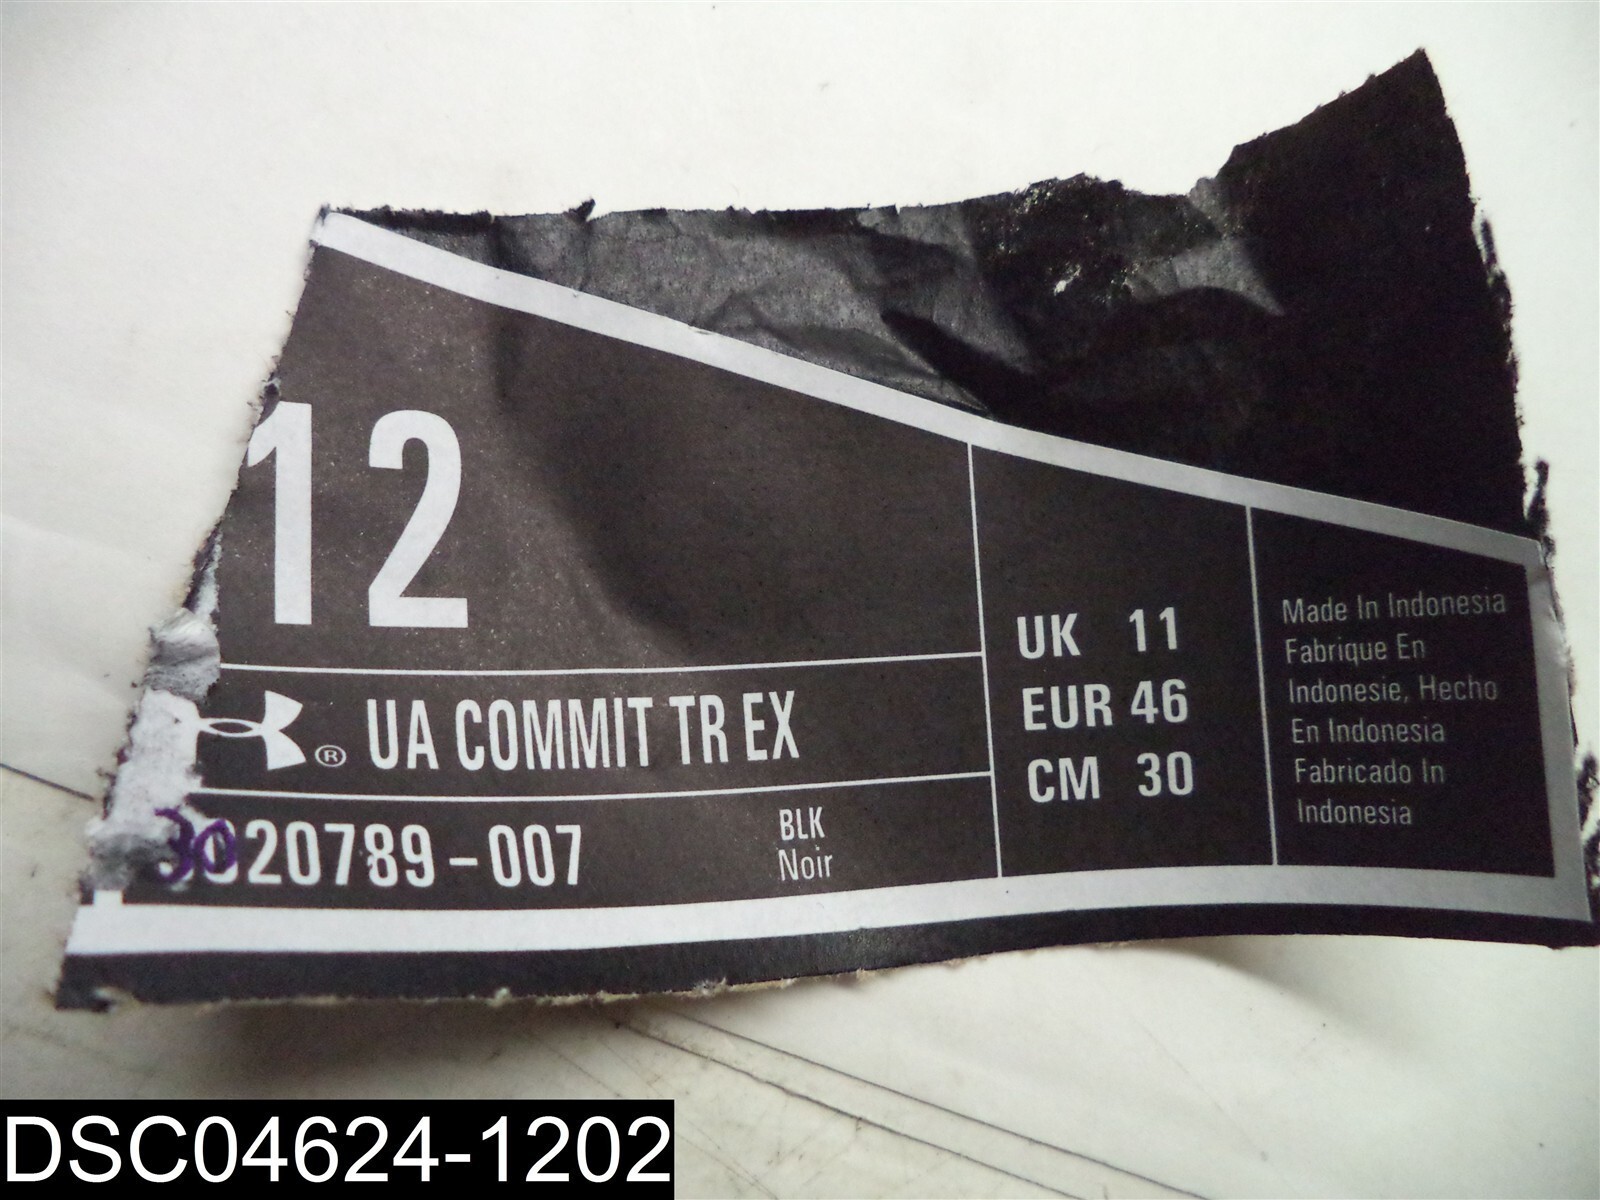 12
® UA COMMIT TR EX
3020789-007
BLK
Noir
UK 11
EUR 46
CM 30
Made In Indonesia
Fabrique En
Indonesie, Hecho
En Indonesia
Fabricado In
Indonesia
DSC04624-1202